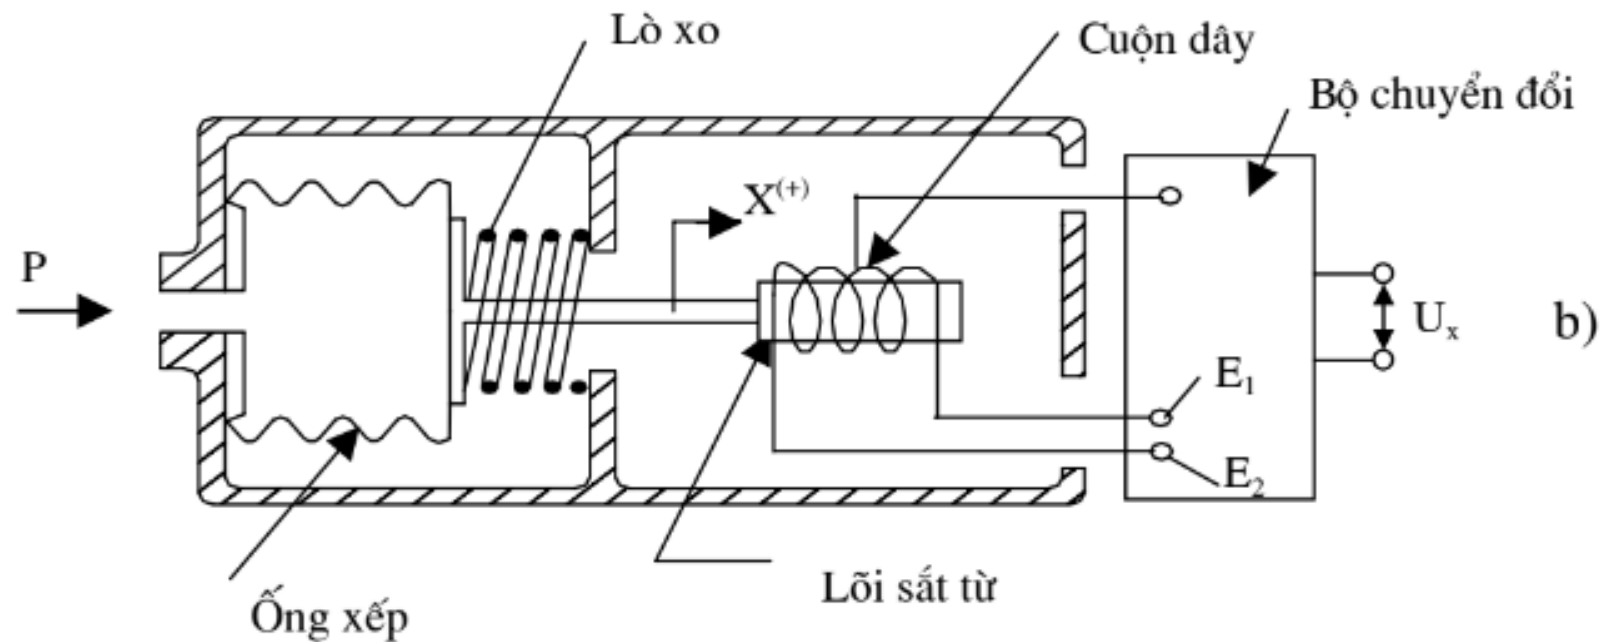 Lò xo
Cuộn dây
Bộ chuyển đổi
X(+)
P
Ux
b)
E1
E2
Lõi sắt từ
Ống xếp